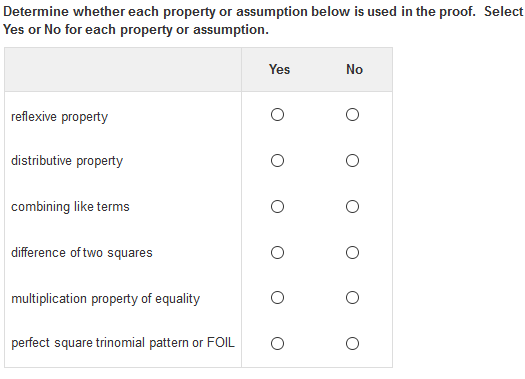 Determine whether each property or assumption below is used in the proof. Select
Yes or No for each property or assumption.
Yes No
reflexive property
distributive property
combining like terms
difference of two squares
multiplication property of equality
perfect square trinomial pattern or FOIL